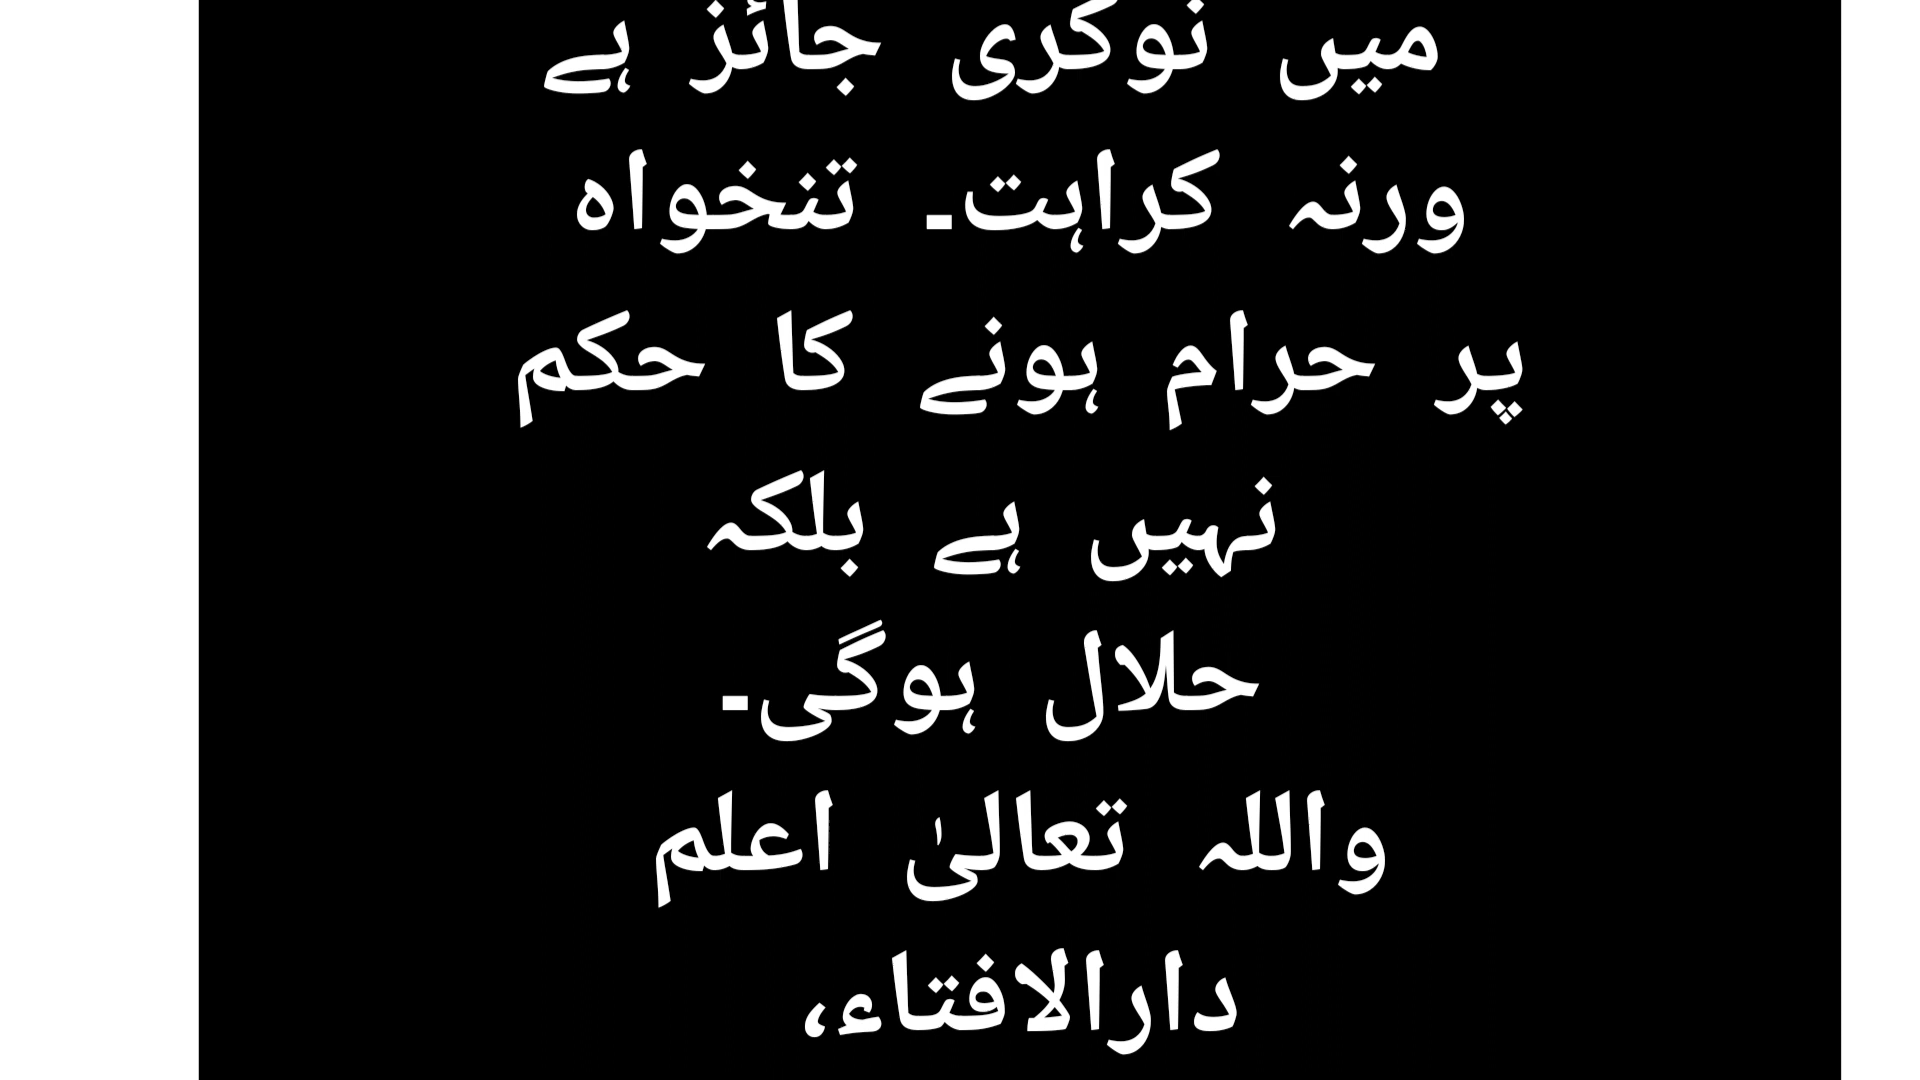 میں نوکری جائز ہے
ورنہ کراہت۔ تنخواہ
پر حرام ہونے کا حکم
نہیں ہے بلکہ
حلال ہوگی۔
واللہ تعالیٰ اعلم
دارالافتاء،